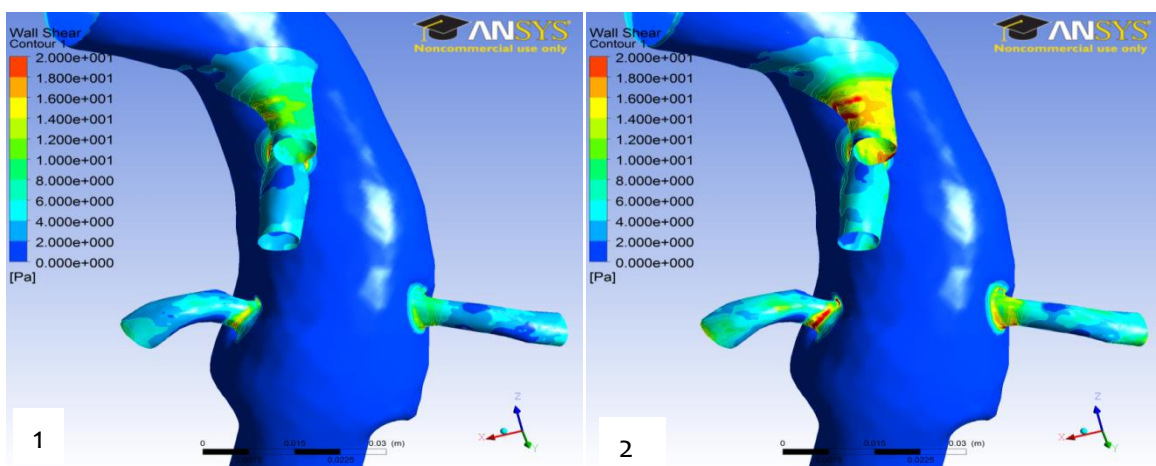 Wall Shear
Contour 1
2.000e+001
1.800e+001
1.600e+001
1.400e+001
1.200e+001
1.000e+001
8.000e+000
6.000e+000
4.000e+000
2.000e+000
0.000e+000
[Pa]
ANSYS
Noncommercial use only
0
0.015
0.03
(m)
0.0075
0.0225
Z
X
Y
1
Wall Shear
Contour 1
2.000e+001
1.800e+001
1.600e+001
1.400e+001
1.200e+001
1.000e+001
8.000e+000
6.000e+000
4.000e+000
2.000e+000
0.000e+000
[Pa]
ANSYS
Noncommercial use only
0
0.015
0.03
(m)
0.0075
0.0225
Z
X
Y
2